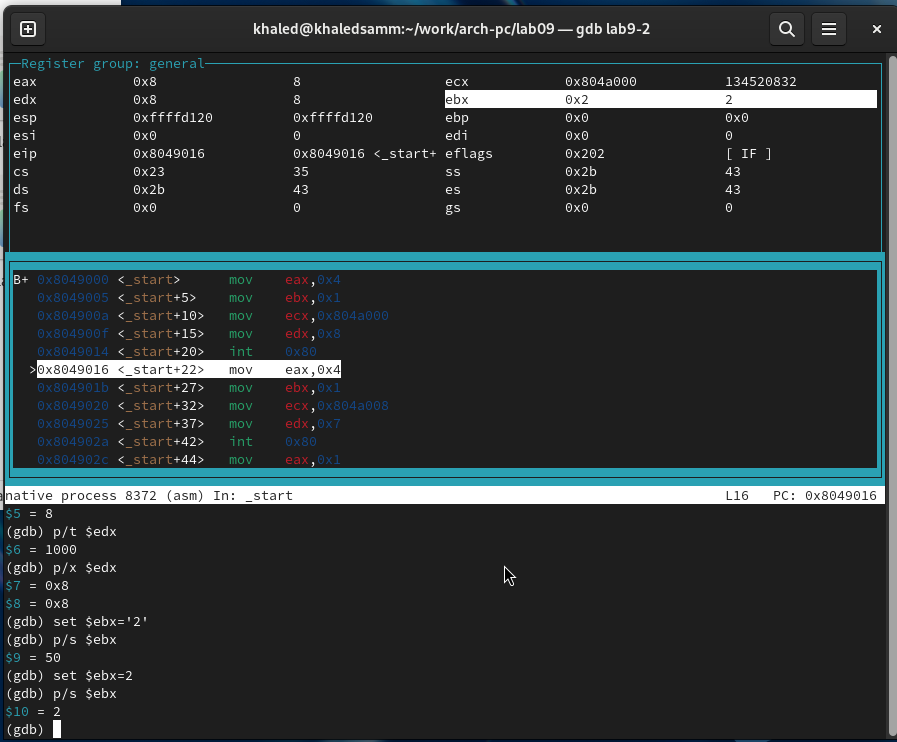 khaled@khaledsamm:~/work/arch-pc/lab09 — gdb lab9-2
Register group: general
eax 0x8 8 ecx 0x804a000 134520832
edx 0x8 8 ebx 0x2 2
esp 0xffffd120 0xffffd120 ebp 0x0 0x0
esi 0x0 0 edi 0x0 0
eip 0x8049016 0x8049016 <_start+ eflags 0x202 [ IF ]
cs 0x23 35 ss 0x2b 43
ds 0x2b 43 es 0x2b 43
fs 0x0 0 gs 0x0 0
B+ 0x8049000 <_start> mov eax,0x4
0x8049005 <_start+5> mov ebx,0x1
0x804900a <_start+10> mov ecx,0x804a000
0x804900f <_start+15> mov edx,0x8
0x8049014 <_start+20> int 0x80
>0x8049016 <_start+22> mov eax,0x4
0x804901b <_start+27> mov ebx,0x1
0x8049020 <_start+32> mov ecx,0x804a008
0x8049025 <_start+37> mov edx,0x7
0x804902a <_start+42> int 0x80
0x804902c <_start+44> mov eax,0x1
native process 8372 (asm) In: _start L16 PC: 0x8049016
$5 = 8
(gdb) p/t $edx
$6 = 1000
(gdb) p/x $edx
$7 = 0x8
$8 = 0x8
(gdb) set $ebx='2'
(gdb) p/s $ebx
$9 = 50
(gdb) set $ebx=2
(gdb) p/s $ebx
$10 = 2
(gdb)